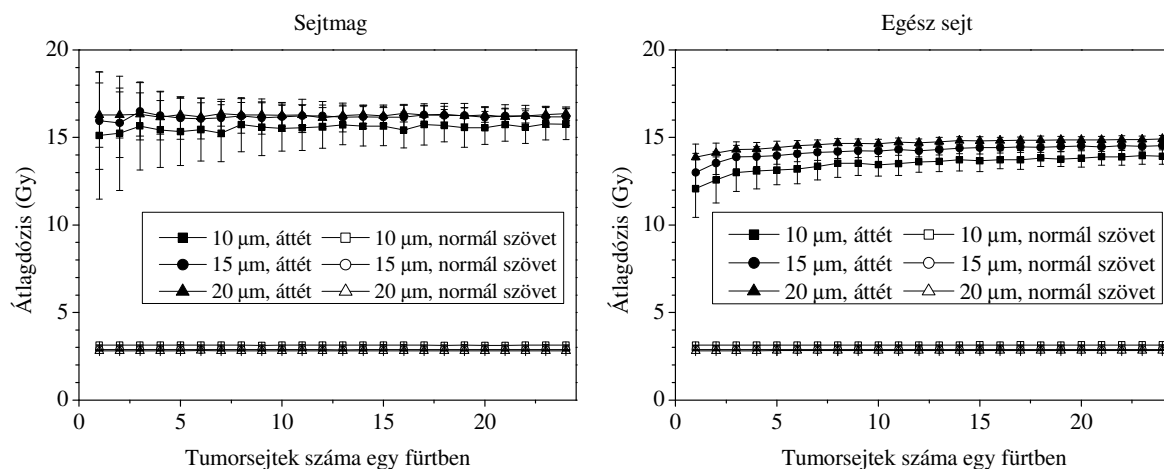 Sejtmag
Átlagdózis (Gy)
20
15
10
5
0
10 µm, áttét
10 µm, normál szövet
15 µm, áttét
15 µm, normál szövet
20 µm, áttét
20 µm, normál szövet
0 5 10 15 20
Tumorsejtek száma egy fürtben
Egész sejt
Átlagdózis (Gy)
20
15
10
5
0
10 µm, áttét
10 µm, normál szövet
15 µm, áttét
15 µm, normál szövet
20 µm, áttét
20 µm, normál szövet
0 5 10 15 20
Tumorsejtek száma egy fürtben